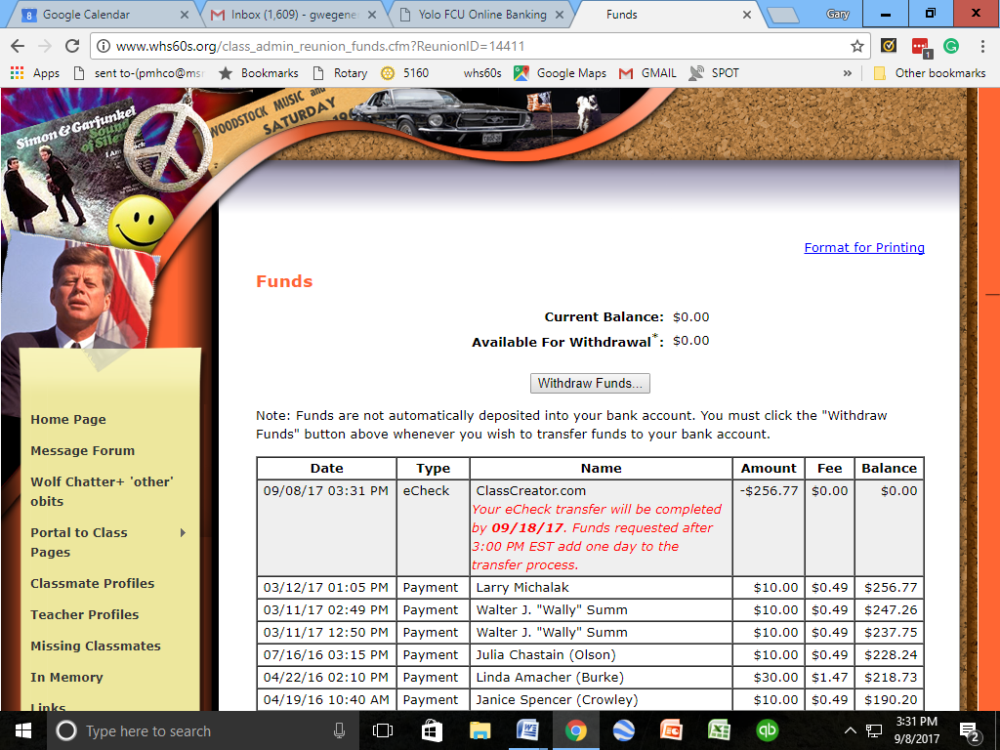 Google Calendar
Inbox (1,609) - gwegene
Yolo FCU Online Banking
Funds
Gary
www.whs60s.org/class_admin_reunion_funds.cfm?ReunionID=14411
1
Apps
sent to-(pmhco@msn
Bookmarks
Rotary
5160
whs60s
Google Maps
GMAIL
SPOT
»
Other bookmarks
Simon & Garfunkel
Sounds
of Silence
WOODSTOCK MUSIC and
SATURDAY
196
Format for Printing
Funds
Current Balance: $0.00
Available For Withdrawal*: $0.00
Withdraw Funds...
Note: Funds are not automatically deposited into your bank account. You must click the "Withdraw
Funds" button above whenever you wish to transfer funds to your bank account.
Date Type Name Amount Fee Balance
09/08/17 03:31 PM eCheck ClassCreator.com -$256.77 $0.00 $0.00
Your eCheck transfer will be completed
by 09/18/17. Funds requested after
3:00 PM EST add one day to the
transfer process.
03/12/17 01:05 PM Payment Larry Michalak $10.00 $0.49 $256.77
03/11/17 02:49 PM Payment Walter J. "Wally" Summ $10.00 $0.49 $247.26
03/11/17 12:50 PM Payment Walter J. "Wally" Summ $10.00 $0.49 $237.75
07/16/16 03:15 PM Payment Julia Chastain (Olson) $10.00 $0.49 $228.24
04/22/16 02:10 PM Payment Linda Amacher (Burke) $30.00 $1.47 $218.73
04/19/16 10:40 AM Payment Janice Spencer (Crowley) $10.00 $0.49 $190.20
Home Page
Message Forum
Wolf Chatter+ 'other'
obits
Portal to Class
Pages
Classmate Profiles
Teacher Profiles
Missing Classmates
In Memory
Links
Type here to search
3:31 PM
9/8/2017
2